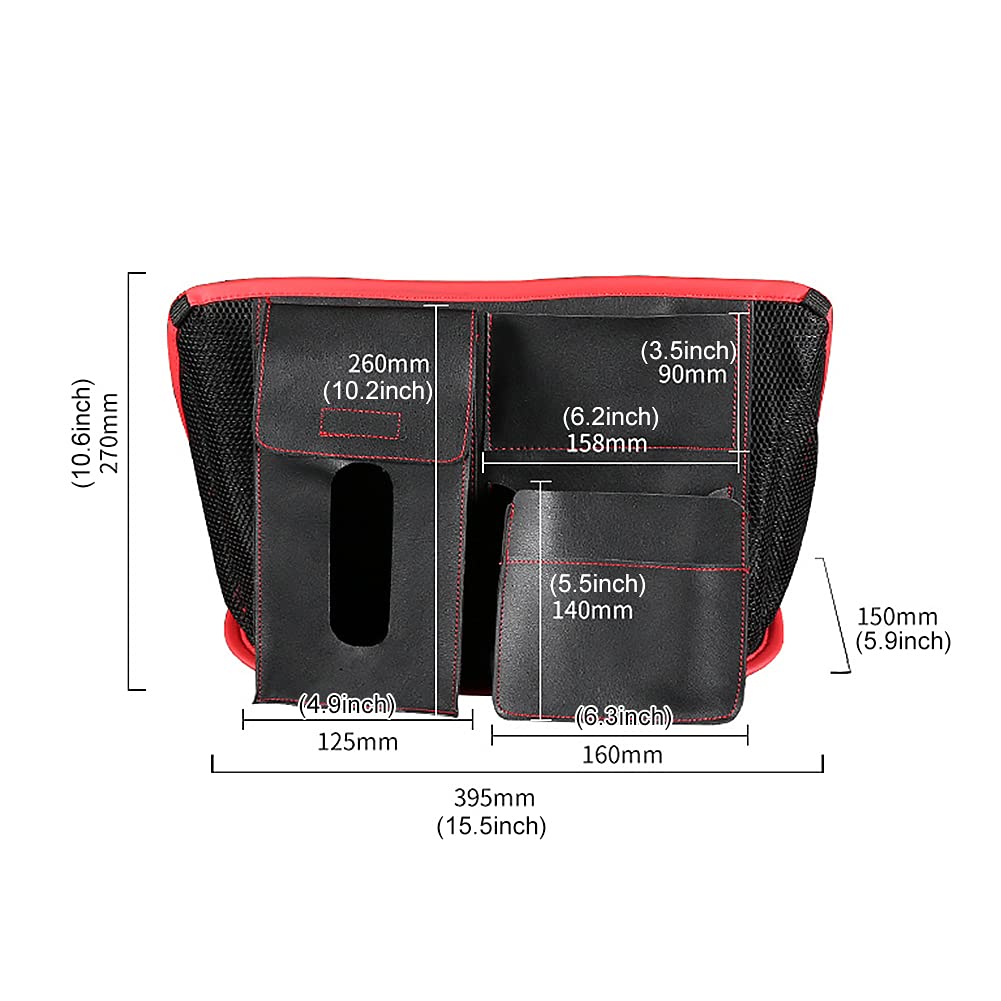 260mm
(10.2inch)
(3.5inch)
90mm
(6.2inch)
158mm
(10.6inch)
270mm
(5.5inch)
140mm
150mm
(5.9inch)
(4.9inch)
125mm
(6.3inch)
160mm
395mm
(15.5inch)